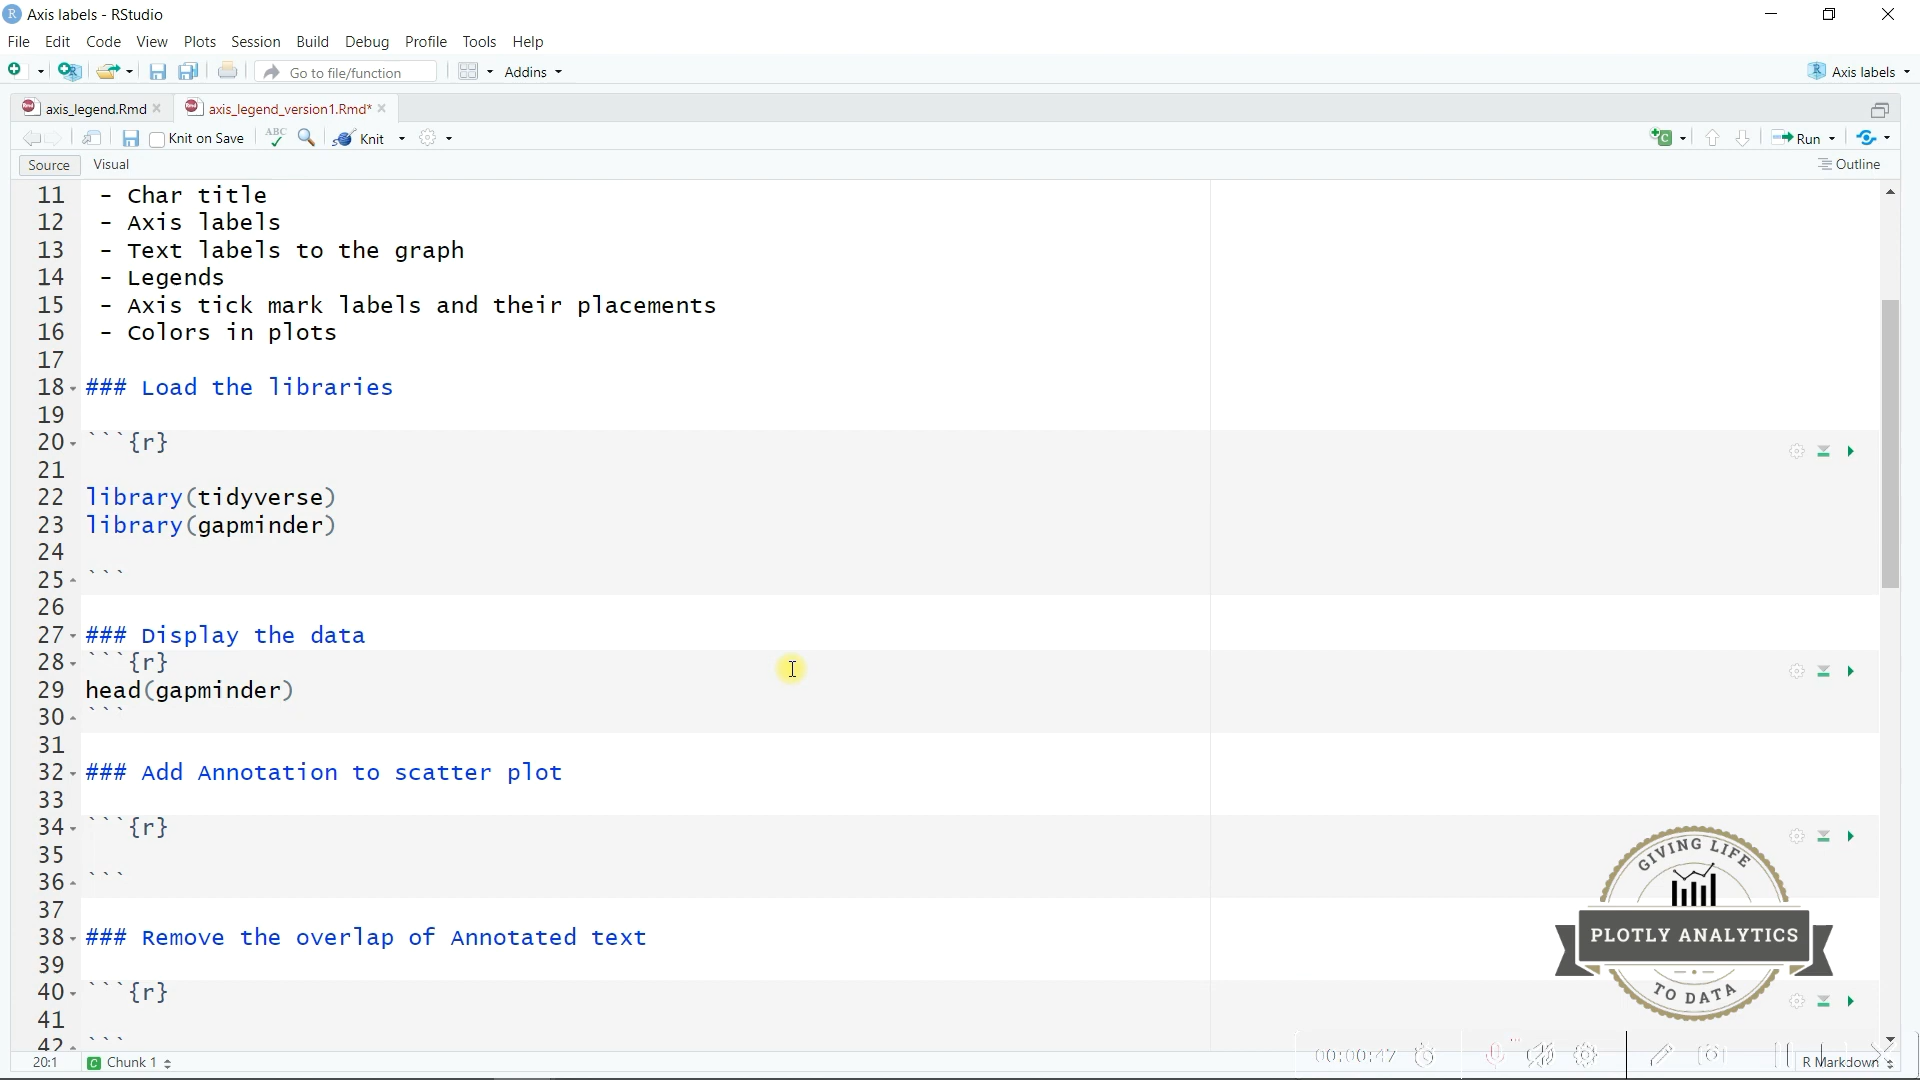 Axis labels - RStudio
File Edit Code View Plots Session Build Debug Profile Tools Help
Go to file/function Addins Axis labels
axis_legend.Rmd axis_legend_version1.Rmd*
Knit on Save ABC Knit Run
Source Visual Outline
11 - Char title
12 - Axis labels
13 - Text labels to the graph
14 - Legends
15 - Axis tick mark labels and their placements
16 - Colors in plots
17
18 ### Load the libraries
19
20 ```{r}
21
22 library(tidyverse)
23 library(gapminder)
24
25 ```
26
27 ### Display the data
28 ```{r}
29 head(gapminder)
30 ```
31
32 ### Add Annotation to scatter plot
33
34 ```{r}
35
36 ```
37
38 ### Remove the overlap of Annotated text
39
40 ```{r}
41
42 ```
GIVING LIFE
PLOTLY ANALYTICS
TO DATA
00:00:47
20:1 C Chunk 1 R Markdown